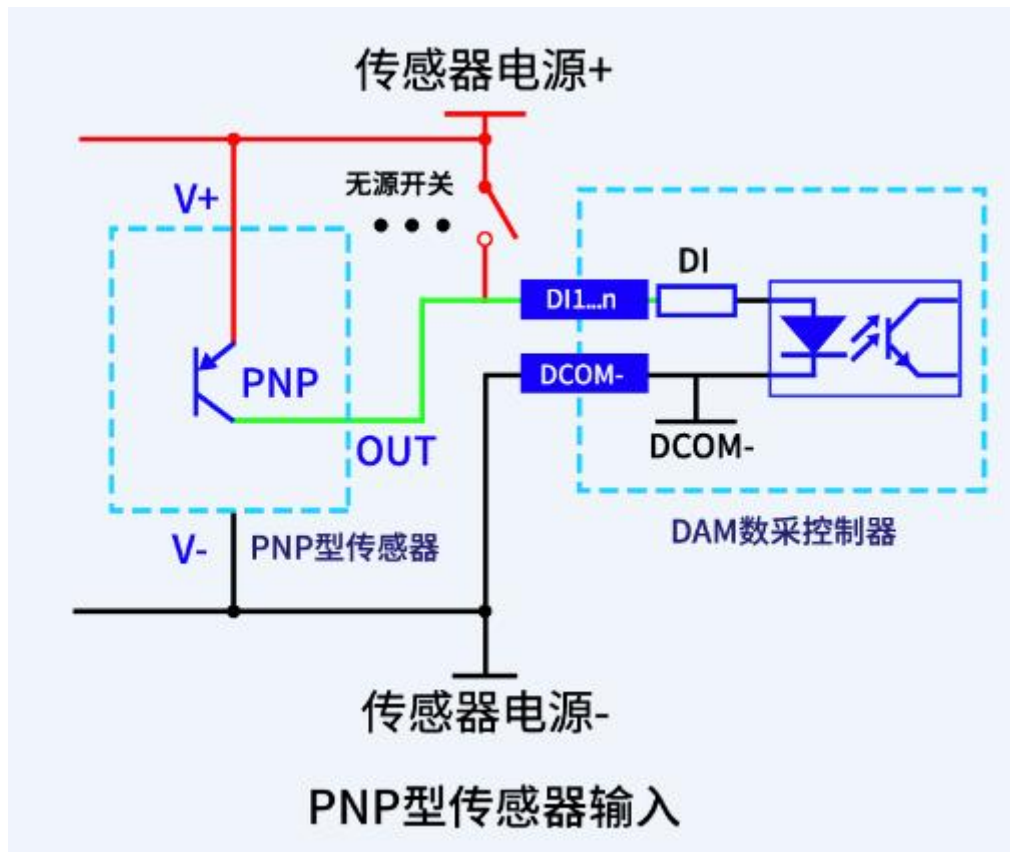 传感器电源+
无源开关
V+
DI
DI1...n
PNP
DCOM-
OUT
DCOM-
DAM数采控制器
V-
PNP型传感器
传感器电源-
PNP型传感器输入